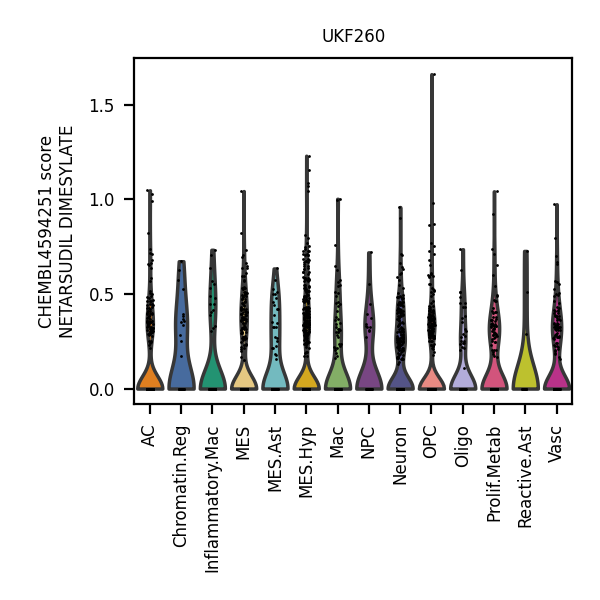 UKF260
CHEMBL4594251 score
NETARSUDIL DIMESYLATE
1.5
1.0
0.5
0.0
AC
Chromatin.Reg
Inflammatory.Mac
MES
MES.Ast
MES.Hyp
Mac
NPC
Neuron
OPC
Oligo
Prolif.Metab
Reactive.Ast
Vasc